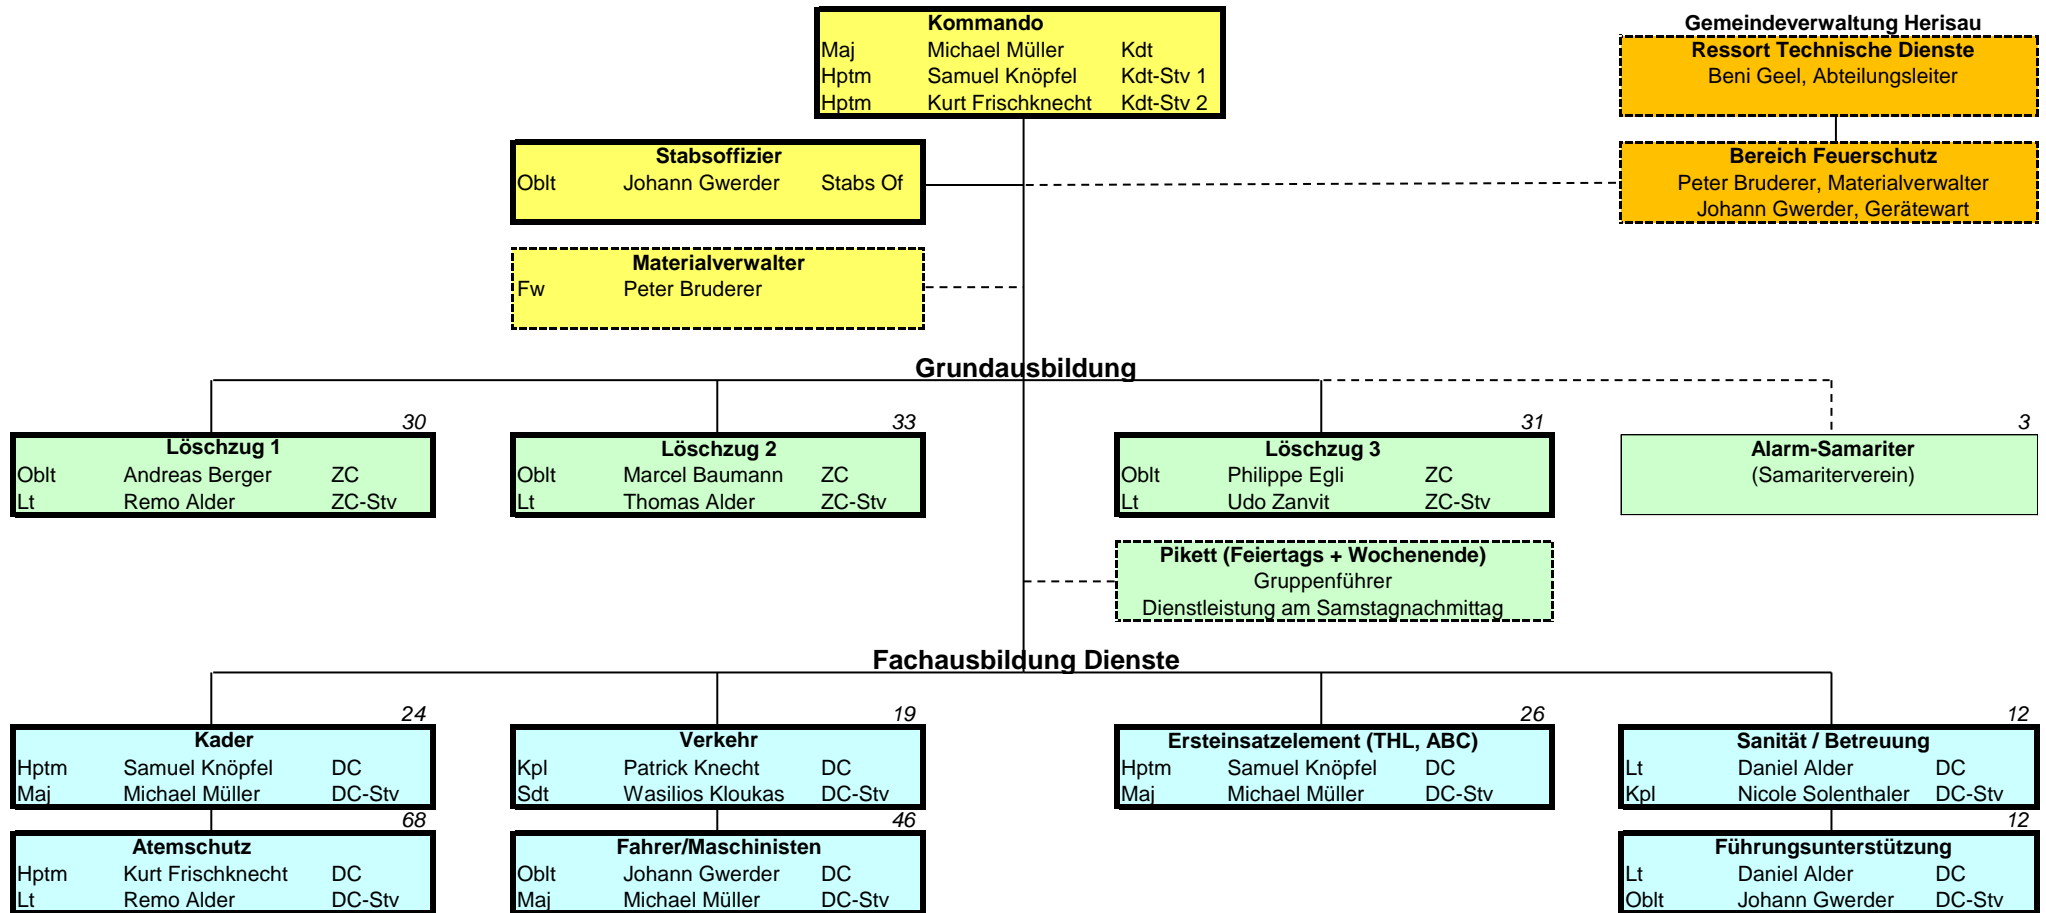 Kommando
Maj Michael Müller Kdt
Hptm Samuel Knöpfel Kdt-Stv 1
Hptm Kurt Frischknecht Kdt-Stv 2
Gemeindeverwaltung Herisau
Ressort Technische Dienste
Beni Geel, Abteilungsleiter
Stabsoffizier
Oblt Johann Gwerder Stabs Of
Bereich Feuerschutz
Peter Bruderer, Materialverwalter
Johann Gwerder, Gerätewart
Materialverwalter
Fw Peter Bruderer
Grundausbildung
30
Löschzug 1
Oblt Andreas Berger ZC
Lt Remo Alder ZC-Stv
33
Löschzug 2
Oblt Marcel Baumann ZC
Lt Thomas Alder ZC-Stv
31
Löschzug 3
Oblt Philippe Egli ZC
Lt Udo Zanvit ZC-Stv
3
Alarm-Samariter
(Samariterverein)
Pikett (Feiertags + Wochenende)
Gruppenführer
Dienstleistung am Samstagnachmittag
Fachausbildung Dienste
24
Kader
Hptm Samuel Knöpfel DC
Maj Michael Müller DC-Stv
19
Verkehr
Kpl Patrick Knecht DC
Sdt Wasilios Kloukas DC-Stv
26
Ersteinsatzelement (THL, ABC)
Hptm Samuel Knöpfel DC
Maj Michael Müller DC-Stv
12
Sanität / Betreuung
Lt Daniel Alder DC
Kpl Nicole Solenthaler DC-Stv
68
Atemschutz
Hptm Kurt Frischknecht DC
Lt Remo Alder DC-Stv
46
Fahrer/Maschinisten
Oblt Johann Gwerder DC
Maj Michael Müller DC-Stv
12
Führungsunterstützung
Lt Daniel Alder DC
Oblt Johann Gwerder DC-Stv